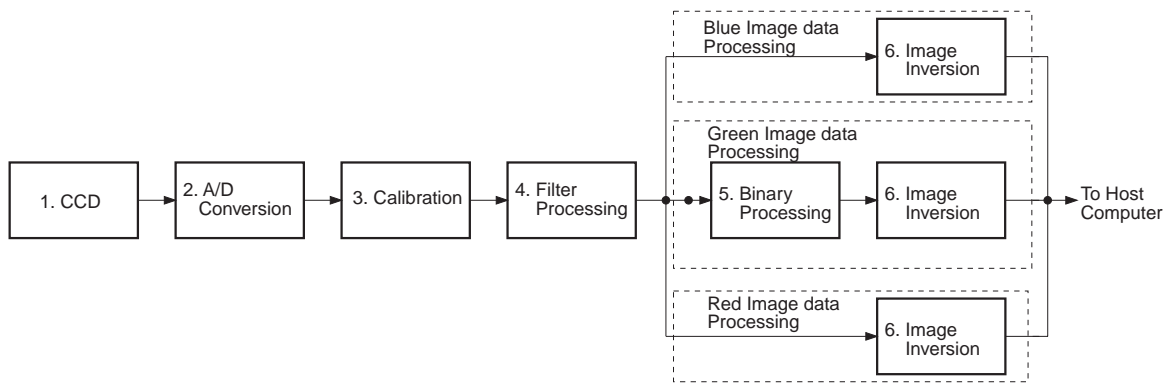 1. CCD
2. A/D
Conversion
3. Calibration
4. Filter
Processing
Blue Image data
Processing
6. Image
Inversion
Green Image data
Processing
5. Binary
Processing
6. Image
Inversion
Red Image data
Processing
6. Image
Inversion
To Host
Computer